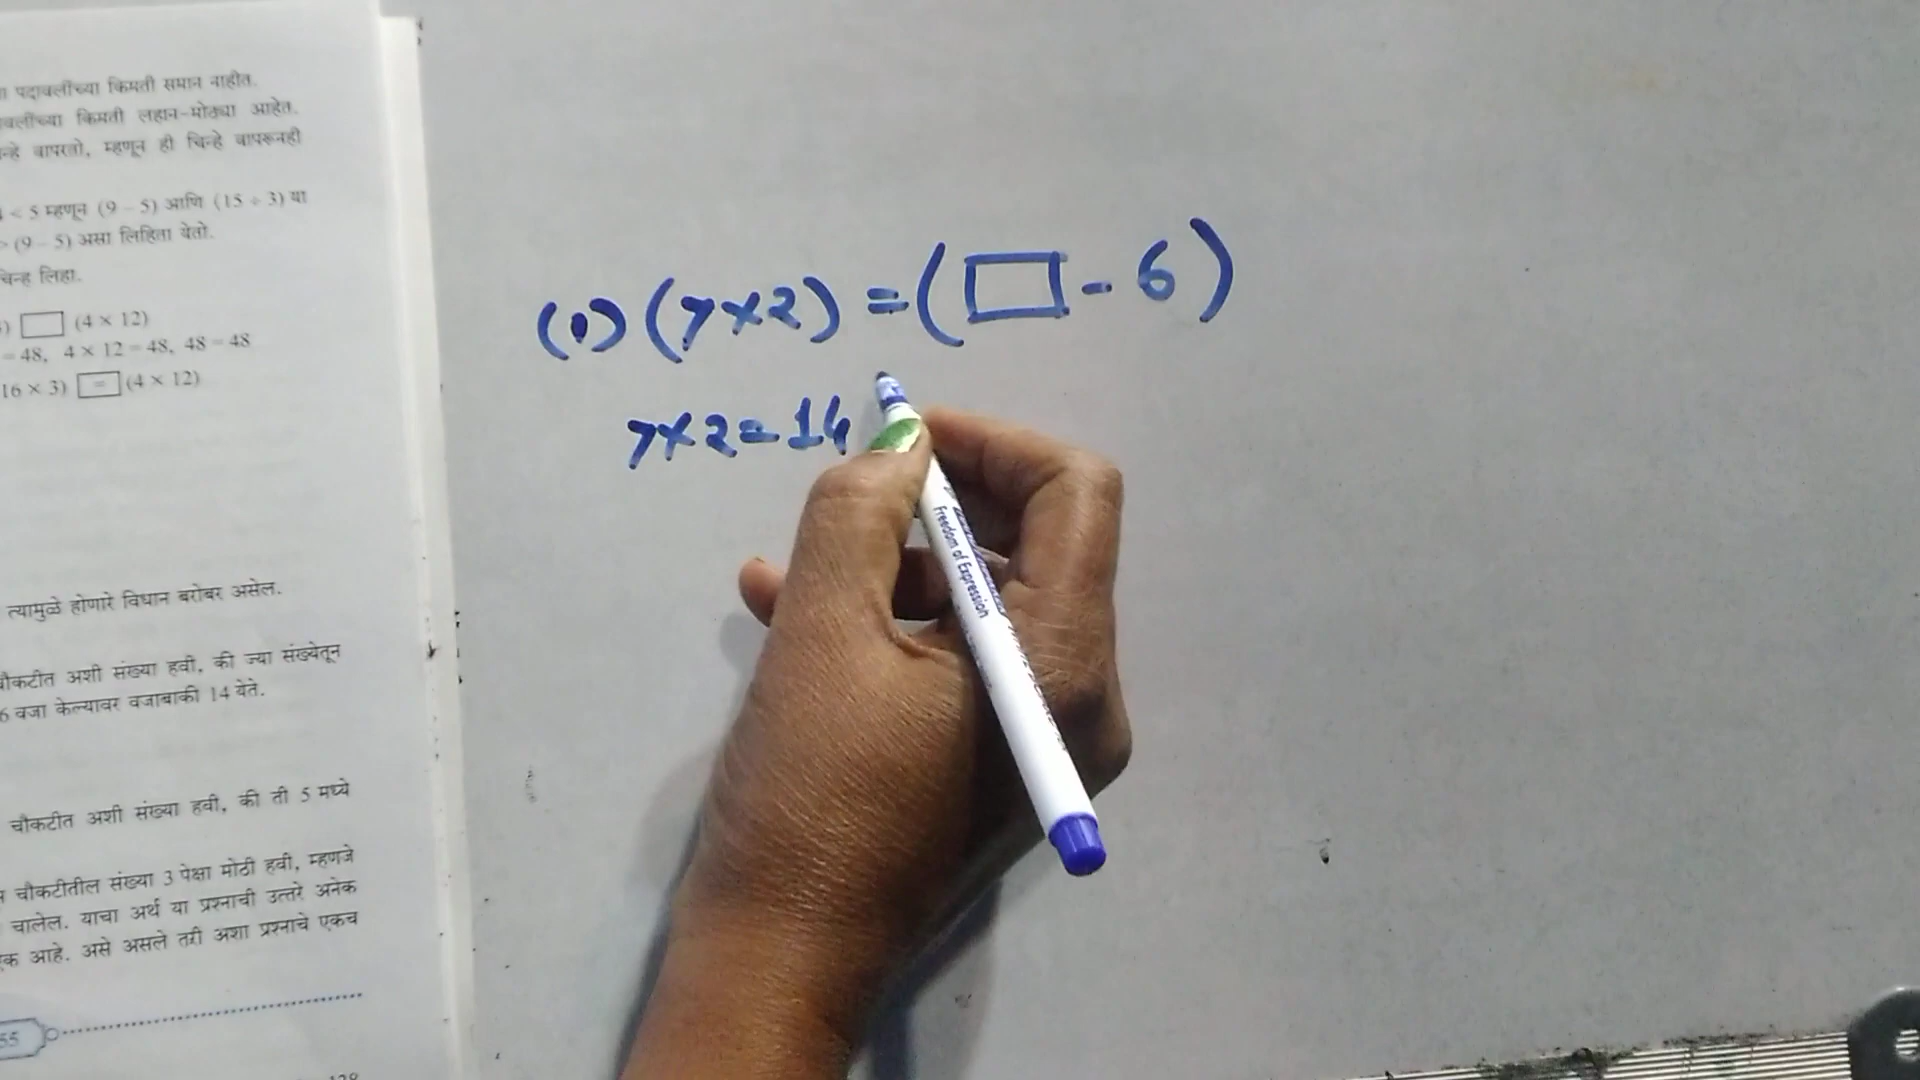 पदावलींच्या किमती समान नाहीत.
किमती लहान-मोठ्या आहेत.
वापरतो, म्हणून ही चिन्हे वापरूनही
< 5 म्हणून (9 - 5) आणि (15 ÷ 3) या
> (9 - 5) असा लिहिता येतो.
चिन्ह लिहा.
(4 × 12)
= 48, 4 × 12 = 48, 48 = 48
16 × 3) = (4 × 12)
त्यामुळे होणारे विधान बरोबर असेल.
चौकटीत अशी संख्या हवी, की ज्या संख्येतून
6 वजा केल्यावर वजाबाकी 14 येते.
चौकटीत अशी संख्या हवी, की ती 5 मध्ये
चौकटीतील संख्या 3 पेक्षा मोठी हवी, म्हणजे
चालेल. याचा अर्थ या प्रश्नाची उत्तरे अनेक
आहे. असे असले तरी अशा प्रश्नाचे एकच
55
(1) (7×2) = (□ - 6)
7×2=14
Freedom of Expression